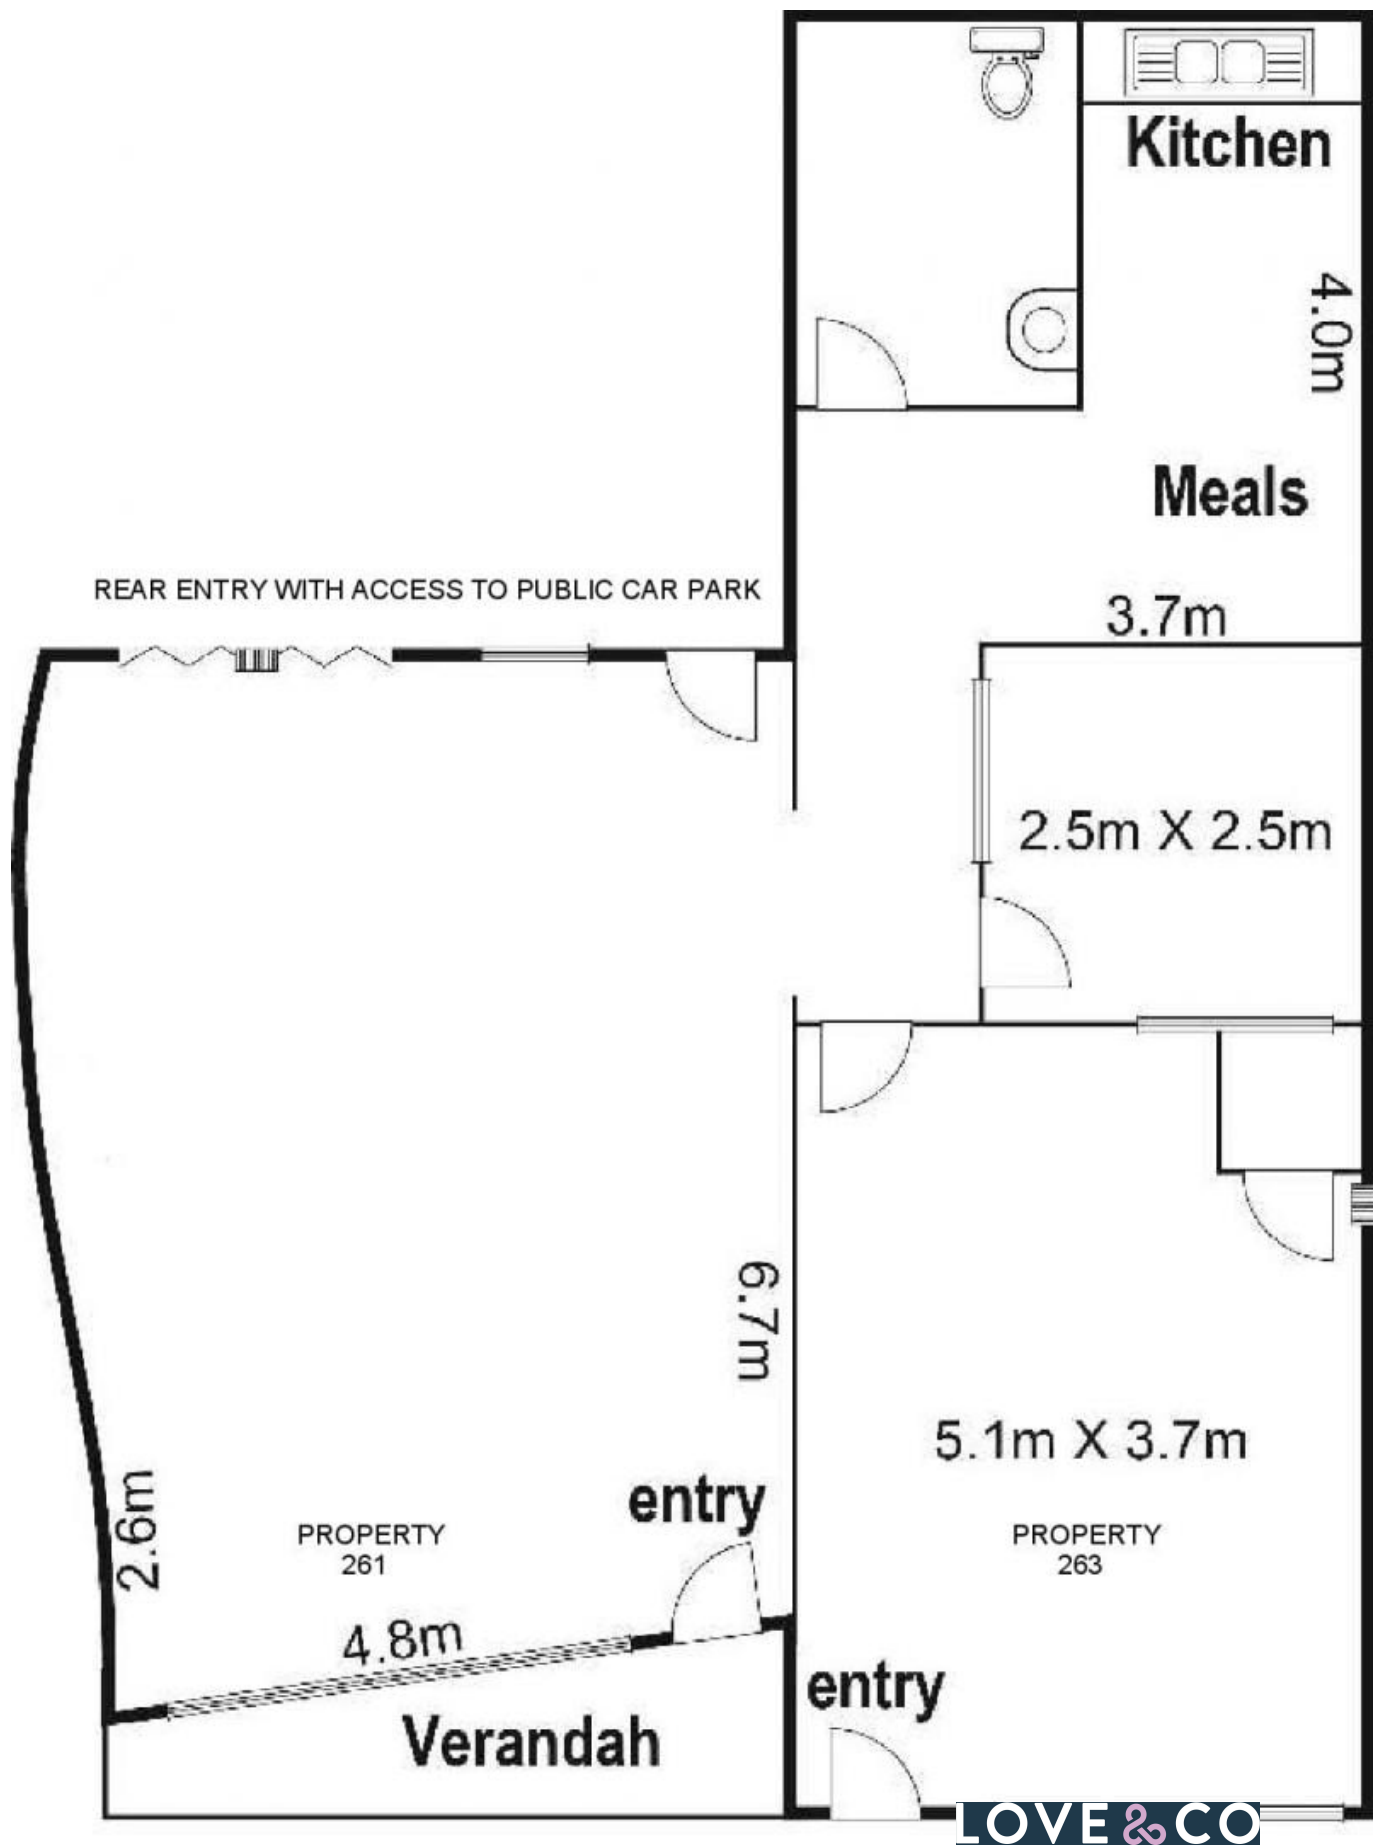 Kitchen
4.0m
Meals
REAR ENTRY WITH ACCESS TO PUBLIC CAR PARK
3.7m
2.5m X 2.5m
6.7m
5.1m X 3.7m
2.6m
entry
PROPERTY
261
PROPERTY
263
4.8m
entry
Verandah
LOVE&CO